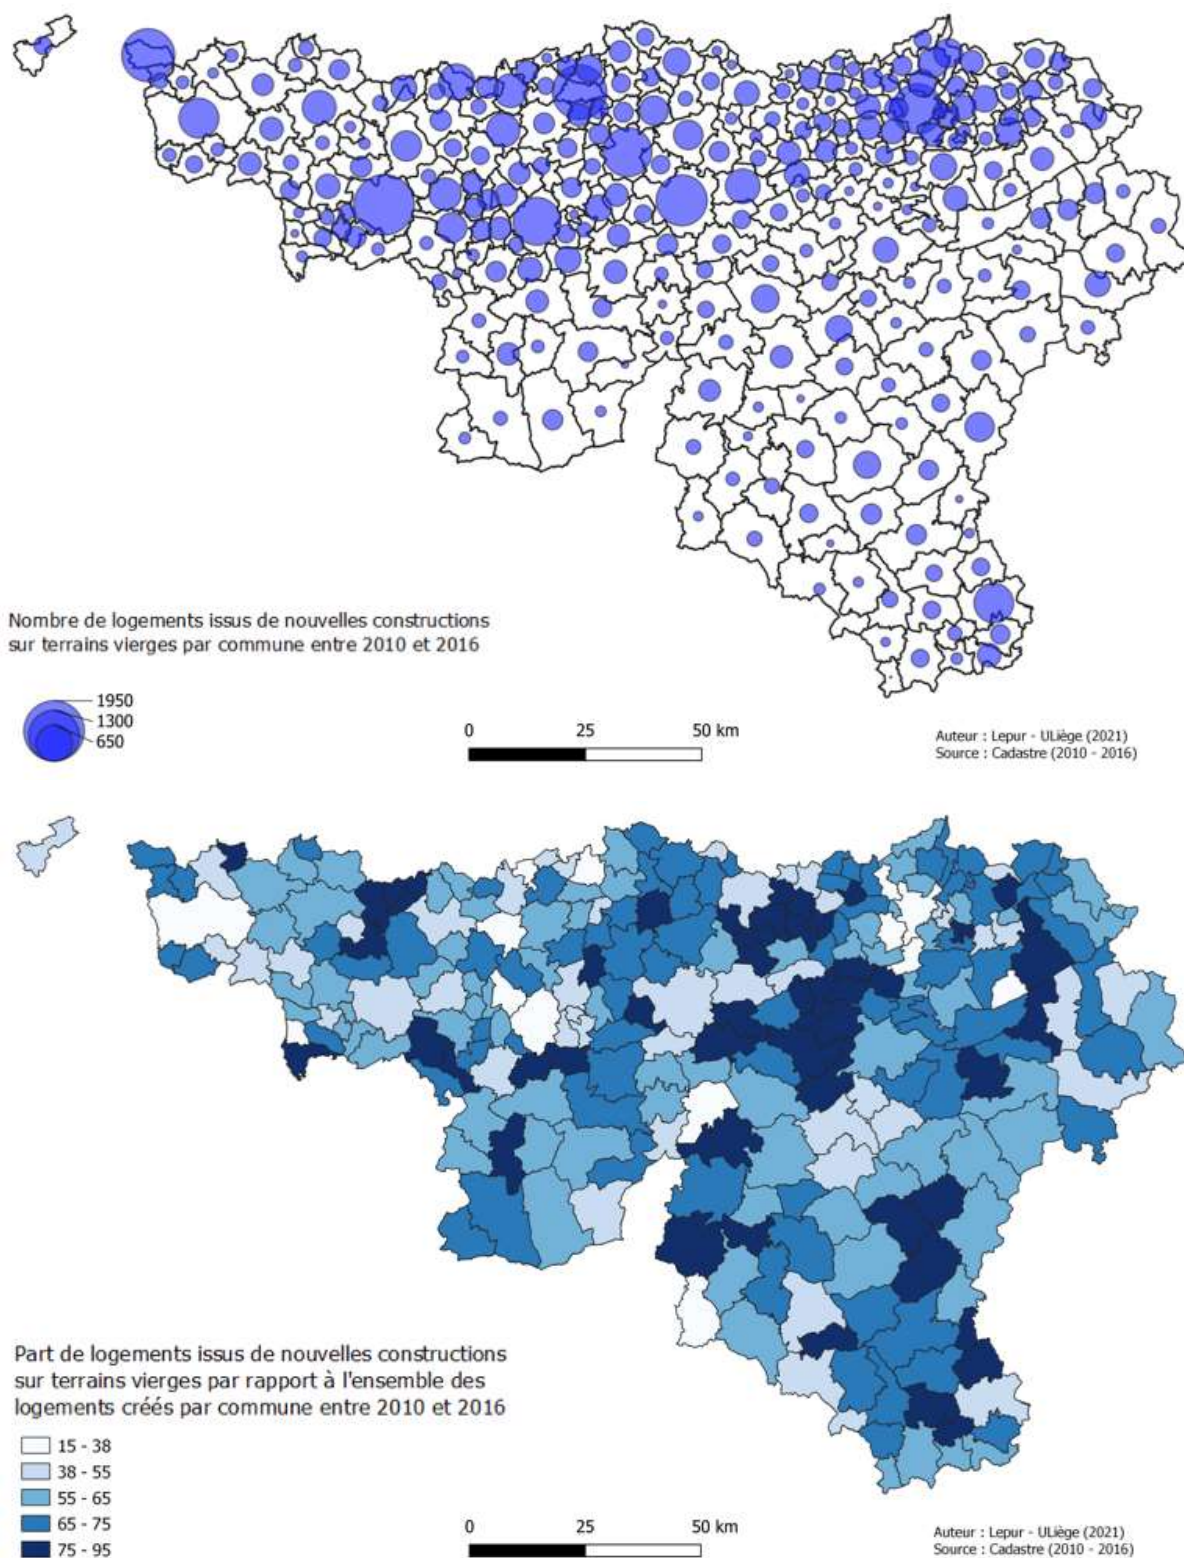 Nombre de logements issus de nouvelles constructions
sur terrains vierges par commune entre 2010 et 2016
1950
1300
650
0 25 50 km
Auteur : Lepur - ULiège (2021)
Source : Cadastre (2010 - 2016)
Part de logements issus de nouvelles constructions
sur terrains vierges par rapport à l'ensemble des
logements créés par commune entre 2010 et 2016
15 - 38
38 - 55
55 - 65
65 - 75
75 - 95
0 25 50 km
Auteur : Lepur - ULiège (2021)
Source : Cadastre (2010 - 2016)